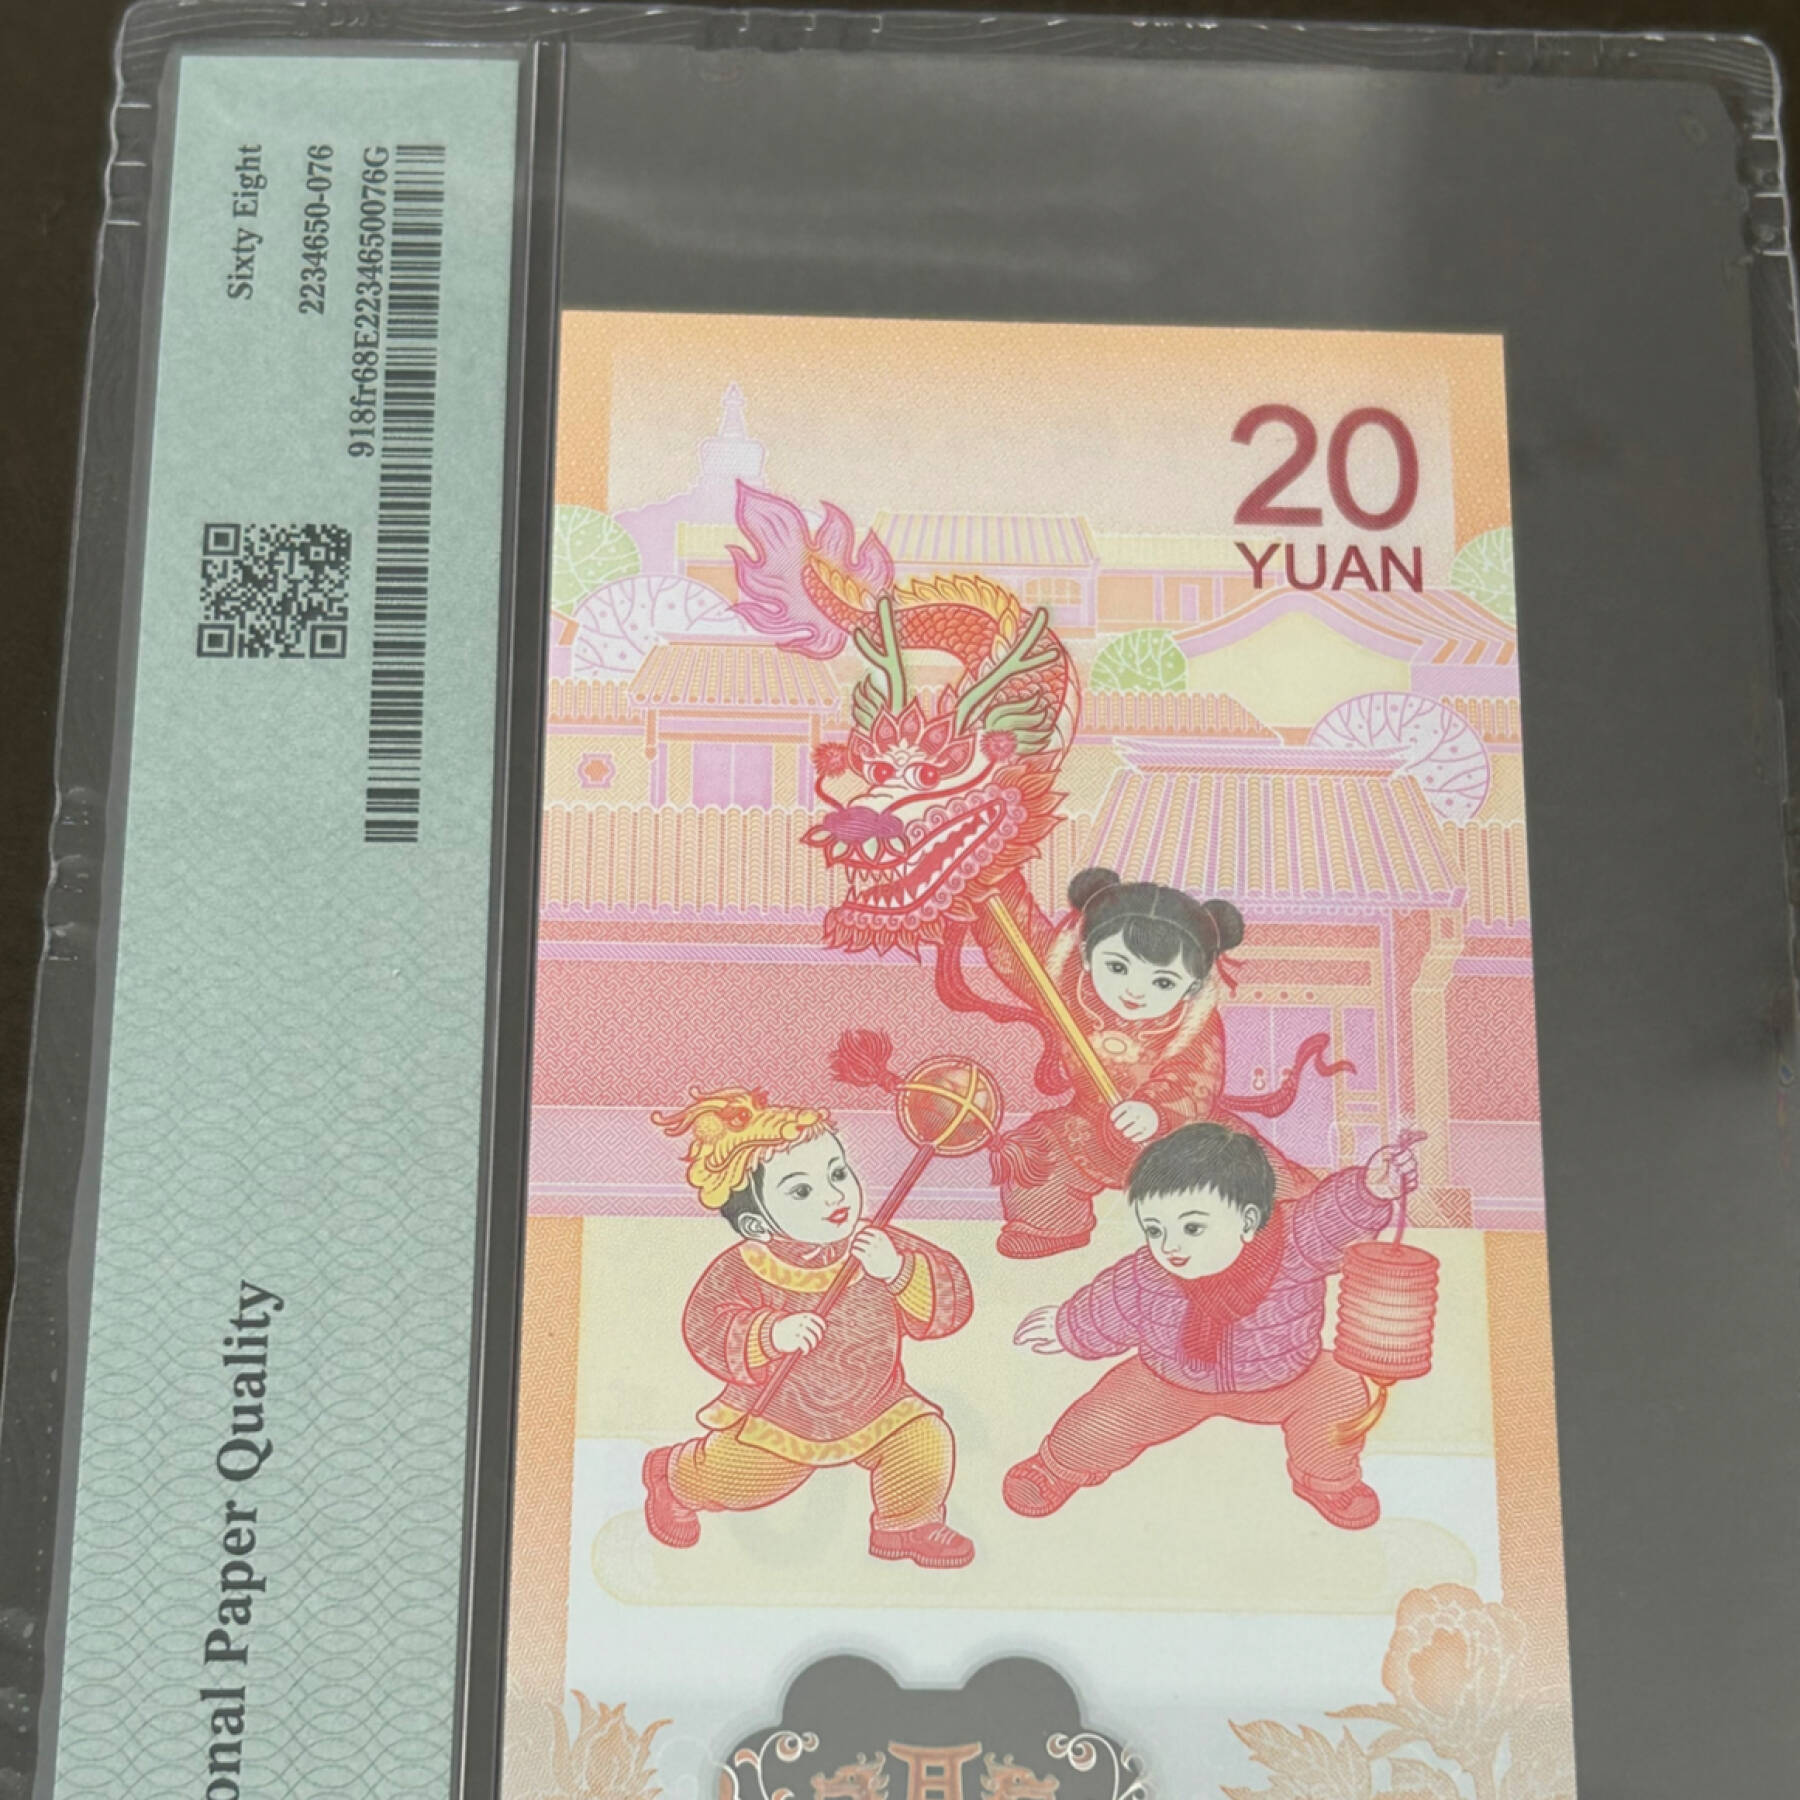 Sixty Eight
2234650-076
918fr68E2234650076G
onal Paper Quality
20
YUAN